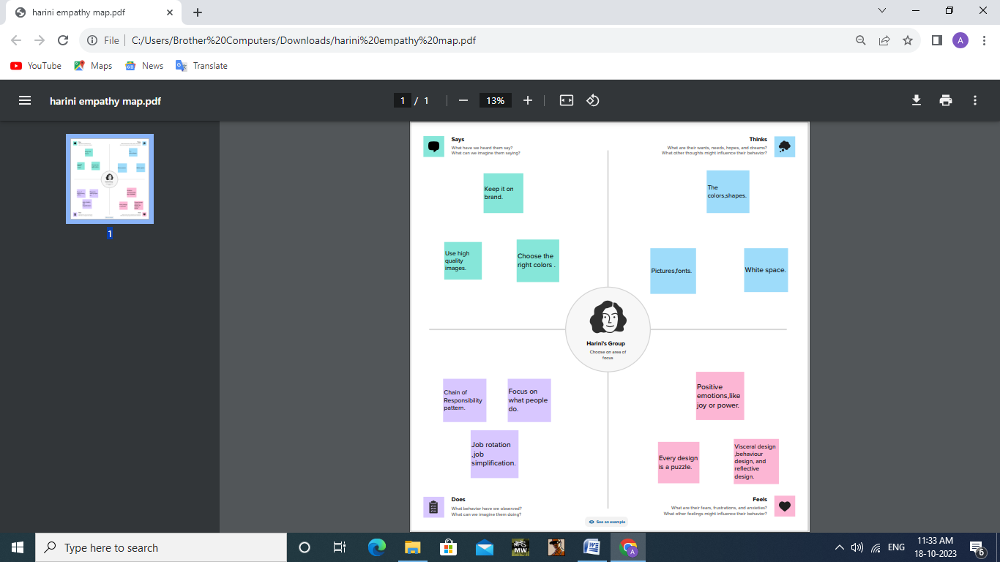 harini empathy map.pdf
File
C:/Users/Brother%20Computers/Downloads/harini%20empathy%20map.pdf
A
YouTube
Maps
News
Translate
harini empathy map.pdf
1 / 1
13%
1
Says
What have we heard them say?
What can we imagine them saying?
Thinks
What are their wants, needs, hopes, and dreams?
What other thoughts might influence their behavior?
Keep it on
brand.
The
colors,shapes.
Use high
quality
images.
Choose the
right colors .
Pictures,fonts.
White space.
Harini's Group
Choose on area of
focus
Chain of
Responsibility
pattern.
Focus on
what people
do.
Job rotation
,job
simplification.
Positive
emotions,like
joy or power.
Every design
is a puzzle.
Visceral design
,behaviour
design, and
reflective
design.
Does
What behavior have we observed?
What can we imagine them doing?
Feels
What are their fears, frustrations, and anxieties?
What other feelings might influence their behavior?
See an example
Type here to search
MW
A
ENG
11:33 AM
18-10-2023
6